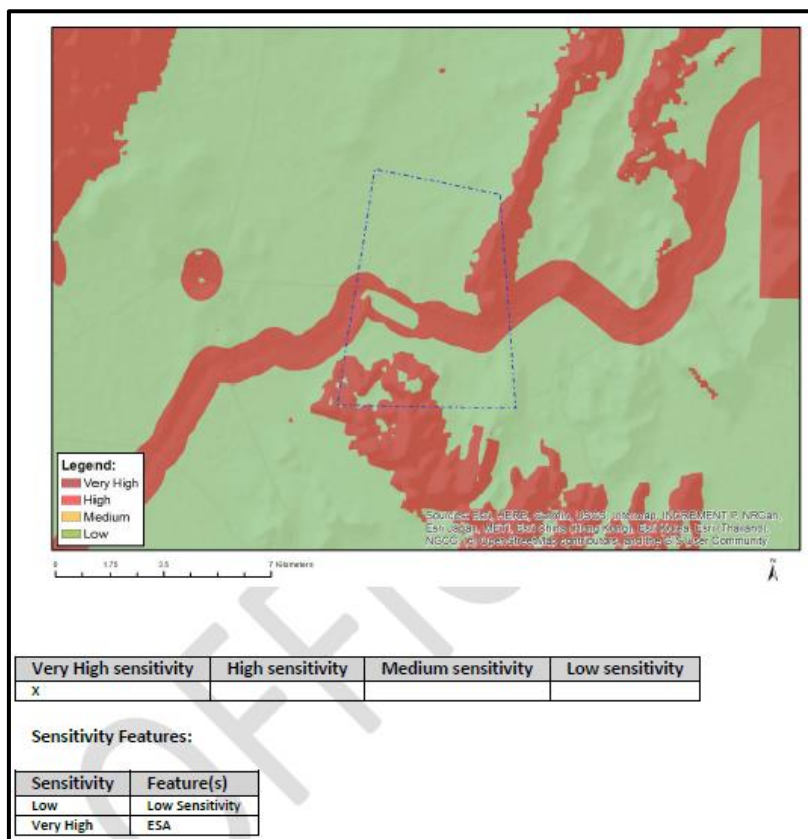 Legend:
Very High
High
Medium
Low
Sources: Esri, HERE, Garmin, USGS, Intermap, INCREMENT P, NRCan,
Esri Japan, METI, Esri China (Hong Kong), Esri Korea, Esri (Thailand),
NGCC, (c) OpenStreetMap contributors, and the GIS User Community
0 1.75 3.5 7 Kilometers
N
Very High sensitivity High sensitivity Medium sensitivity Low sensitivity
X
Sensitivity Features:
Sensitivity Feature(s)
Low Low Sensitivity
Very High ESA
OFFIC